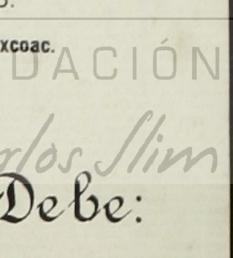 xcoac.
DACIÓN
rlos Slim
Debe: